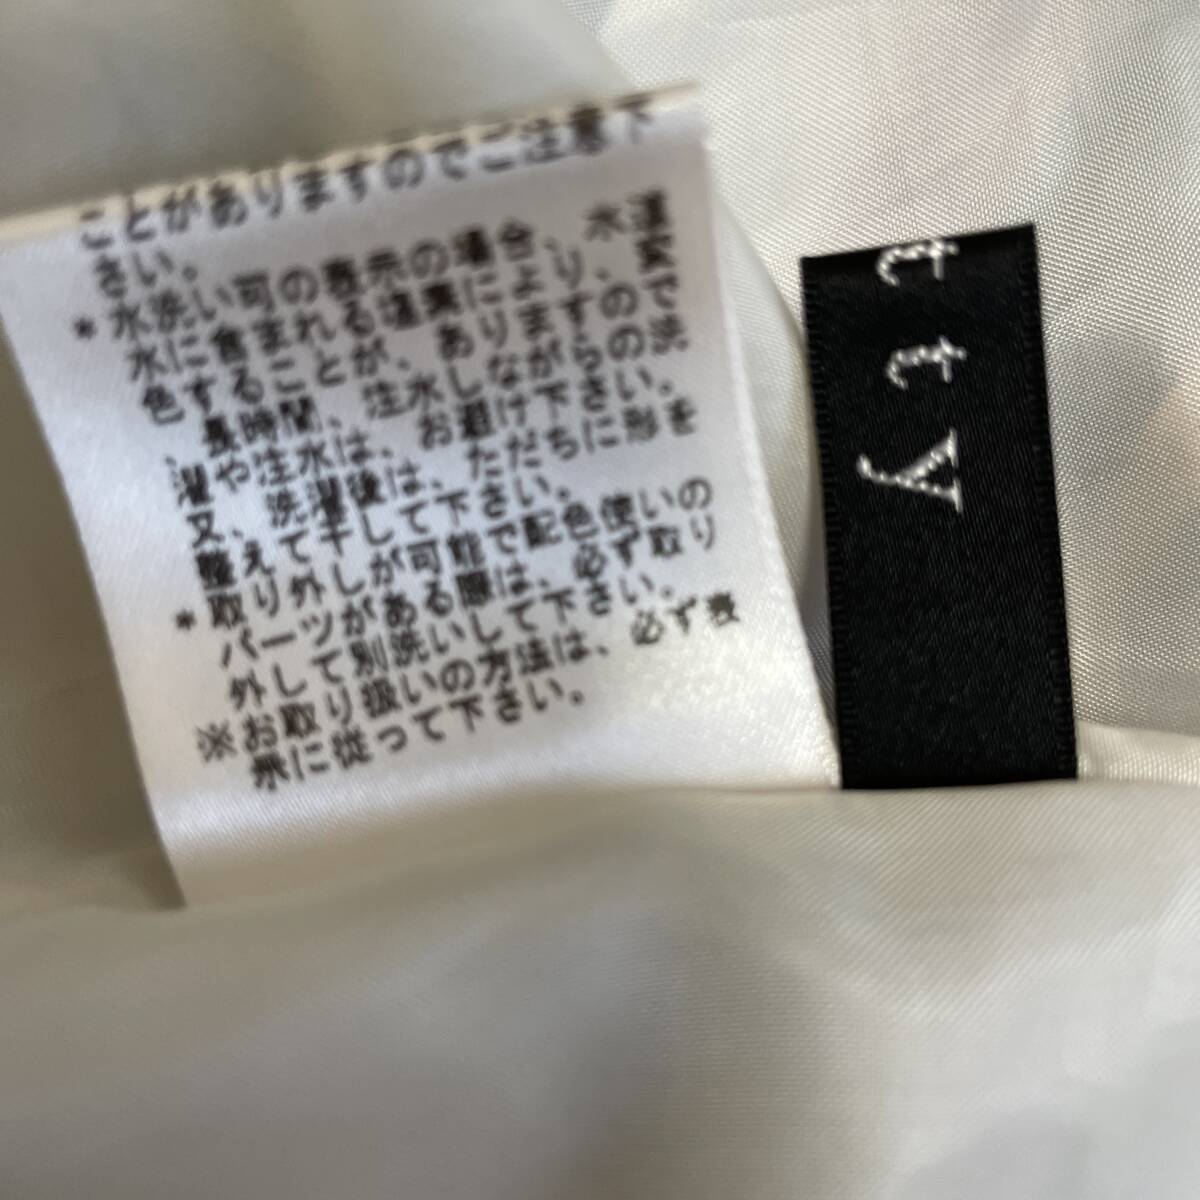 ことがありますのでご注意下
さい。
*水洗い可の表示の場合、水道
水に含まれる塩素により、変
色することが、ありますので
、長時間、注水しながらの洗
濯や注水は、お避け下さい。
又、洗濯後は、ただちに形を
整えて干して下さい。
*取り外しが可能で配色使いの
パーツがある際は、必ず取り
外して別洗いして下さい。
※お取り扱いの方法は、必ず表
示に従って下さい。
tty